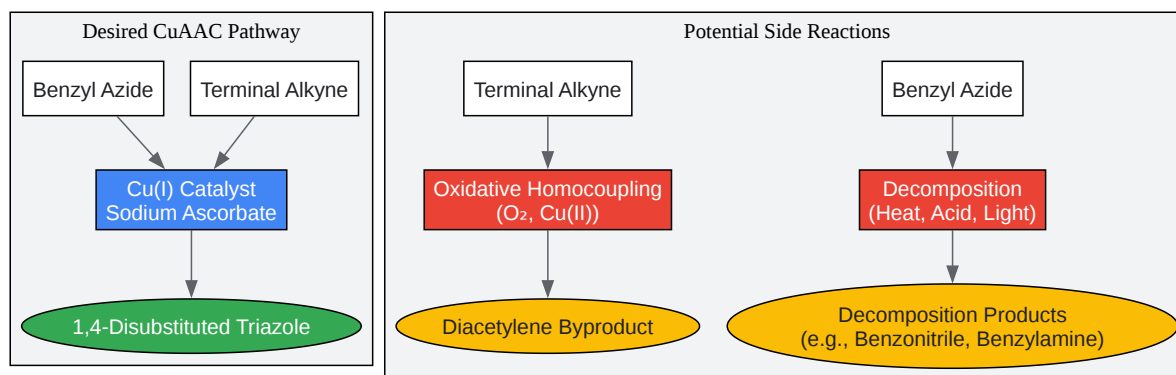 Desired CuAAC Pathway
Benzyl Azide
Terminal Alkyne
Cu(I) Catalyst
Sodium Ascorbate
1,4-Disubstituted Triazole
Potential Side Reactions
Terminal Alkyne
Oxidative Homocoupling
(O₂, Cu(II))
Diacetylene Byproduct
Benzyl Azide
Decomposition
(Heat, Acid, Light)
Decomposition Products
(e.g., Benzonitrile, Benzylamine)